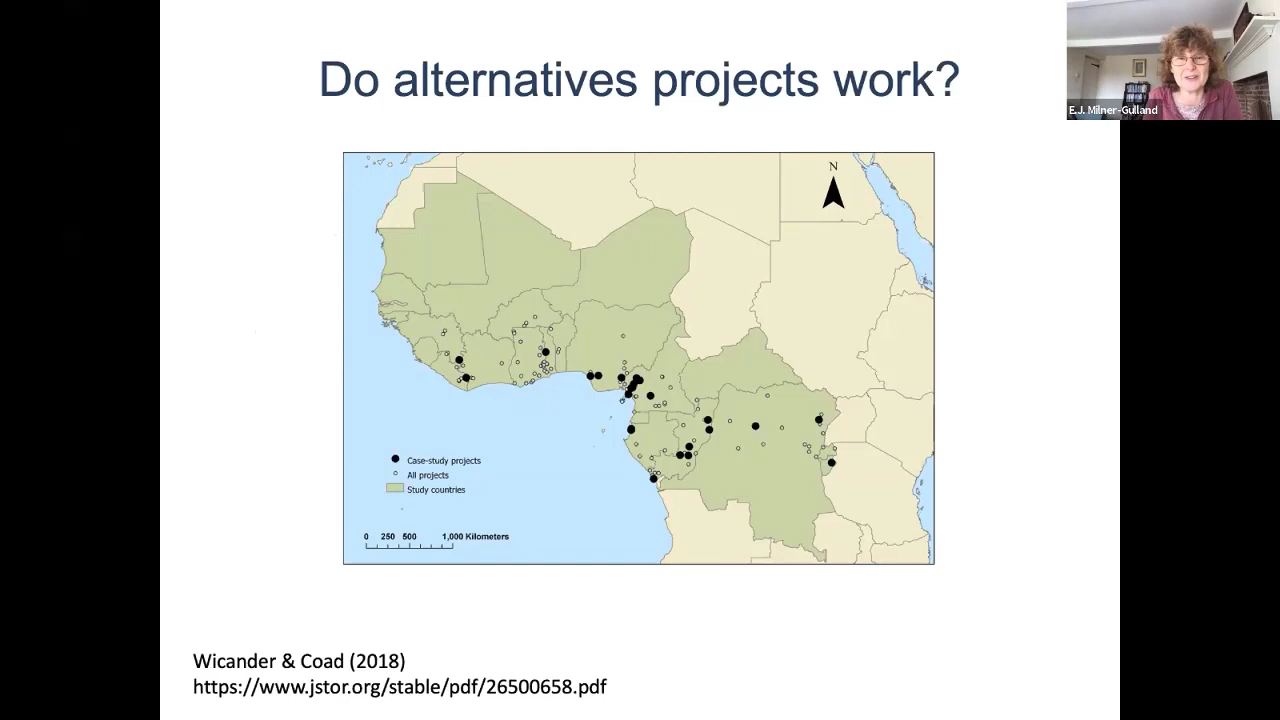 Do alternatives projects work?
E.J. Milner-Gulland
N
Case-study projects
All projects
Study countries
0 250 500 1,000 Kilometers
Wicander & Coad (2018)
https://www.jstor.org/stable/pdf/26500658.pdf